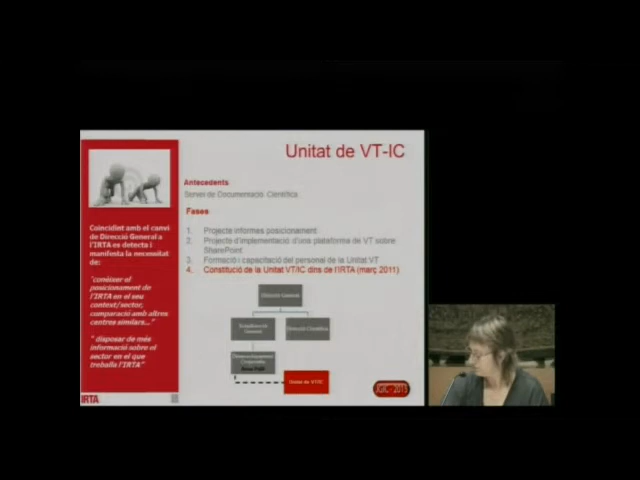 Unitat de VT-IC
Antecedents
Servei de Documentació Científica
Fases
1. Projecte informes posicionament
2. Projecte d'implementació d'una plataforma de VT sobre
SharePoint
3. Formació i capacitació del personal de la Unitat VT
4. Constitució de la Unitat VT/IC dins de l'IRTA (març 2011)
Coincidint amb el canvi
de Direcció General a
l'IRTA es detecta i
manifesta la necessitat
de:
"conèixer el
posicionament de
l'IRTA en el seu
context/sector,
comparació amb altres
centres similars..."
" disposar de més
informació sobre el
sector en el que
treballa l'IRTA"
Direcció General
Direcció Científica
Unitat de VT/IC
IRTA